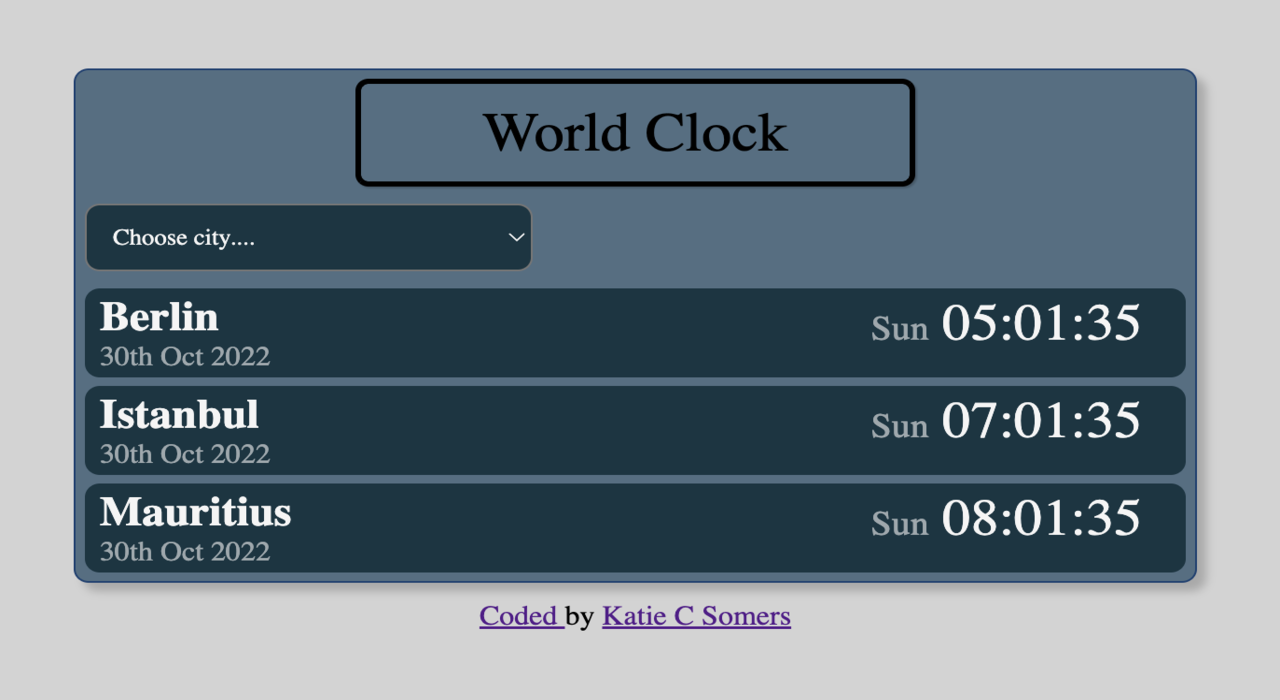 World Clock
Choose city....
Berlin
Sun 05:01:35
30th Oct 2022
Istanbul
Sun 07:01:35
30th Oct 2022
Mauritius
Sun 08:01:35
30th Oct 2022
Coded by Katie C Somers